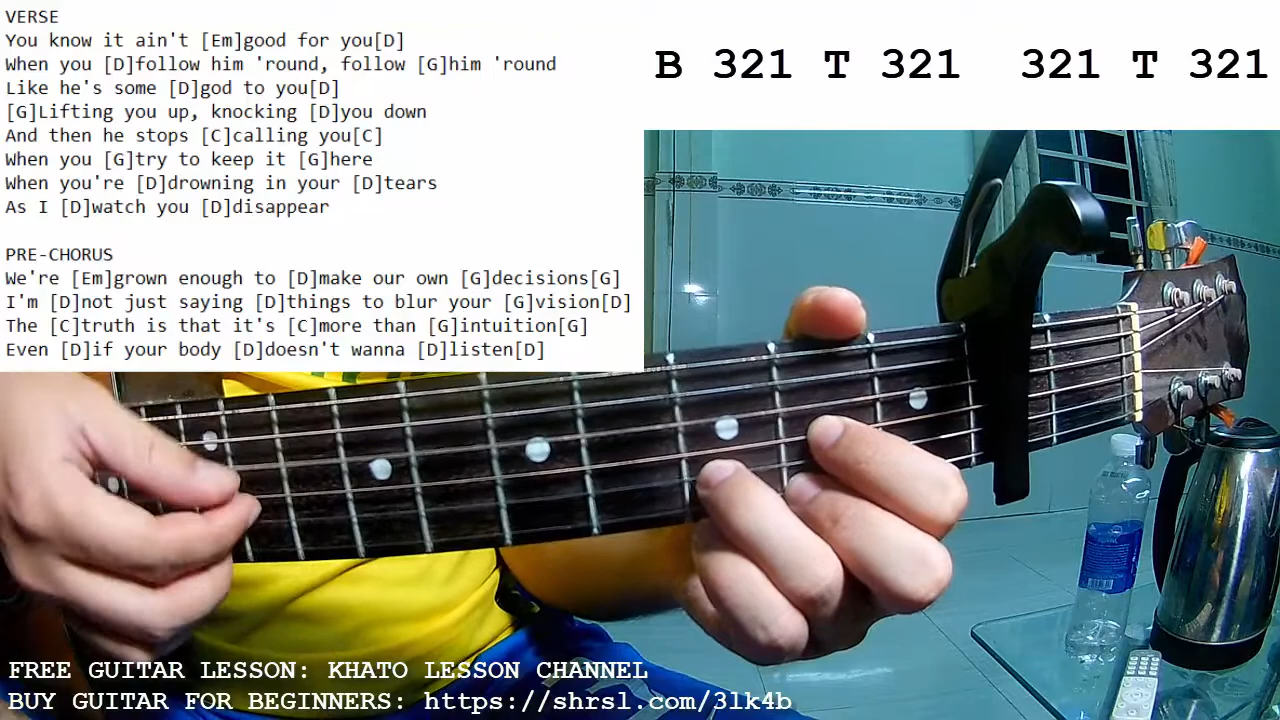 VERSE
You know it ain't [Em]good for you[D]
When you [D]follow him 'round, follow [G]him 'round
Like he's some [D]god to you[D]
[G]Lifting you up, knocking [D]you down
And then he stops [C]calling you[C]
When you [G]try to keep it [G]here
When you're [D]drowning in your [D]tears
As I [D]watch you [D]disappear
PRE-CHORUS
We're [Em]grown enough to [D]make our own [G]decisions[G]
I'm [D]not just saying [D]things to blur your [G]vision[D]
The [C]truth is that it's [C]more than [G]intuition[G]
Even [D]if your body [D]doesn't wanna [D]listen[D]
B 321 T 321 321 T 321
FREE GUITAR LESSON: KHATO LESSON CHANNEL
BUY GUITAR FOR BEGINNERS: https://shrsl.com/3lk4b